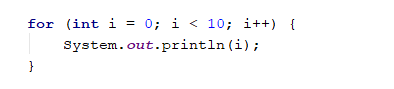 for (int i = 0; i < 10; i++) {
    System.out.println(i);
}